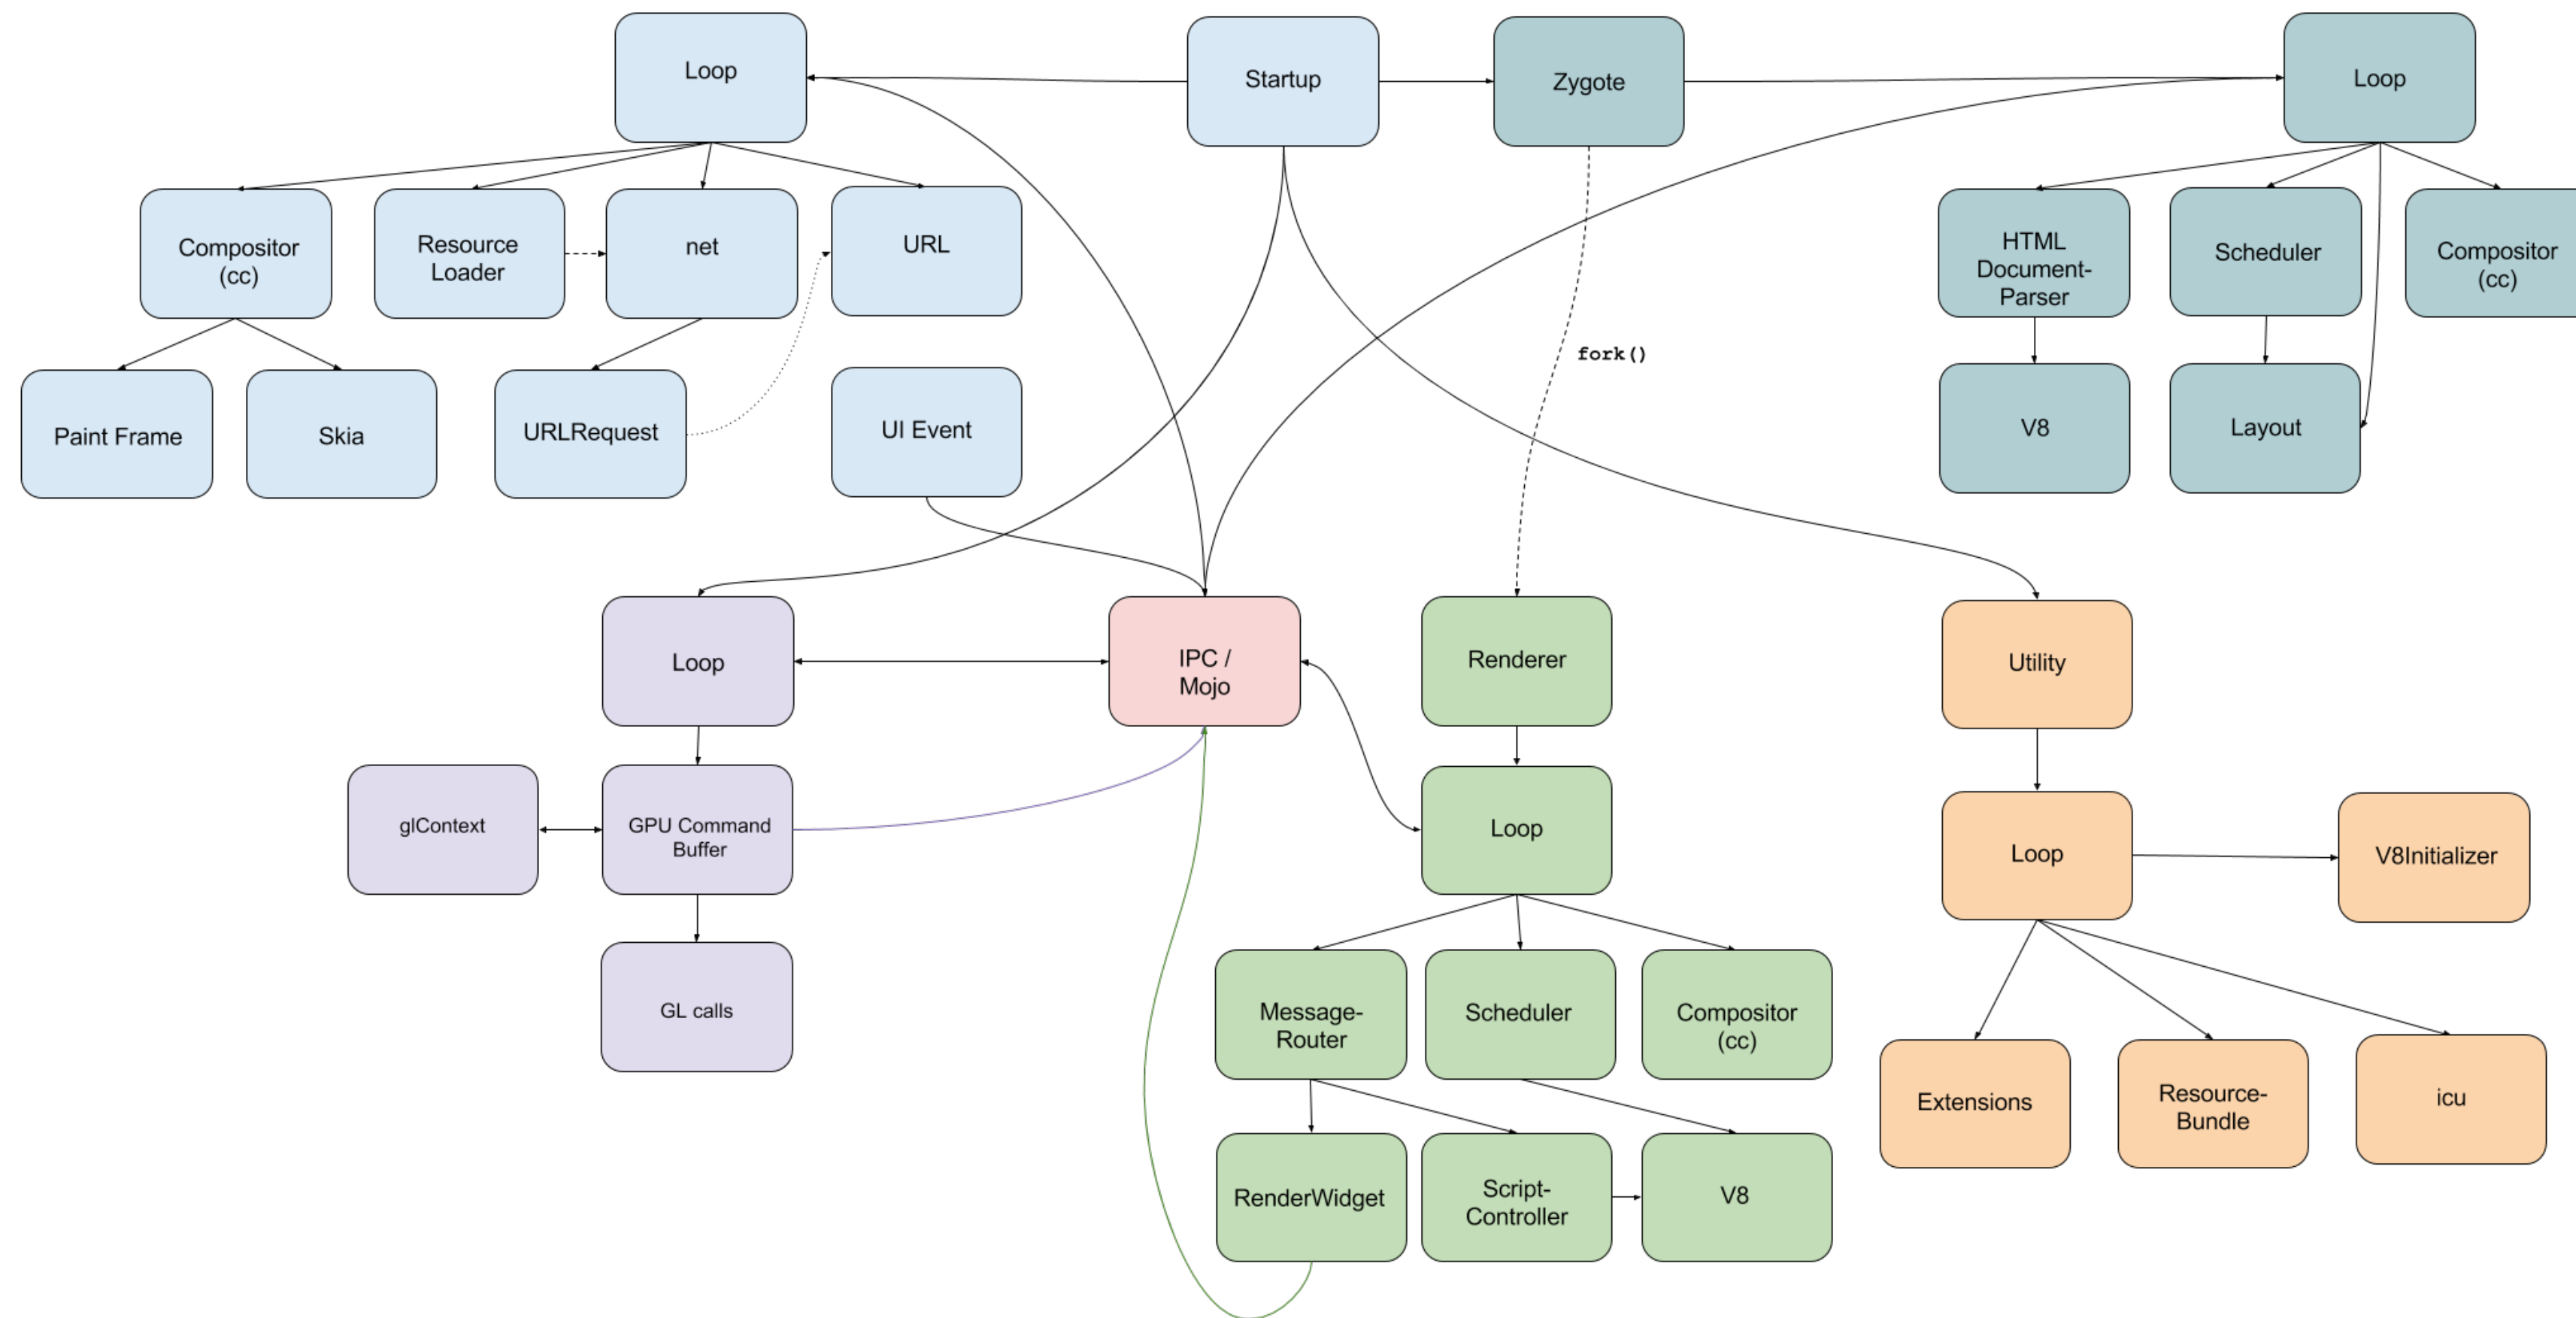 Loop
Startup
Zygote
Loop
Compositor
(cc)
Resource
Loader
net
URL
HTML
Document-
Parser
Scheduler
Compositor
(cc)
fork()
Paint Frame
Skia
URLRequest
UI Event
V8
Layout
Loop
IPC /
Mojo
Renderer
Utility
glContext
GPU Command
Buffer
Loop
Loop
V8Initializer
GL calls
Message-
Router
Scheduler
Compositor
(cc)
Extensions
Resource-
Bundle
icu
RenderWidget
Script-
Controller
V8